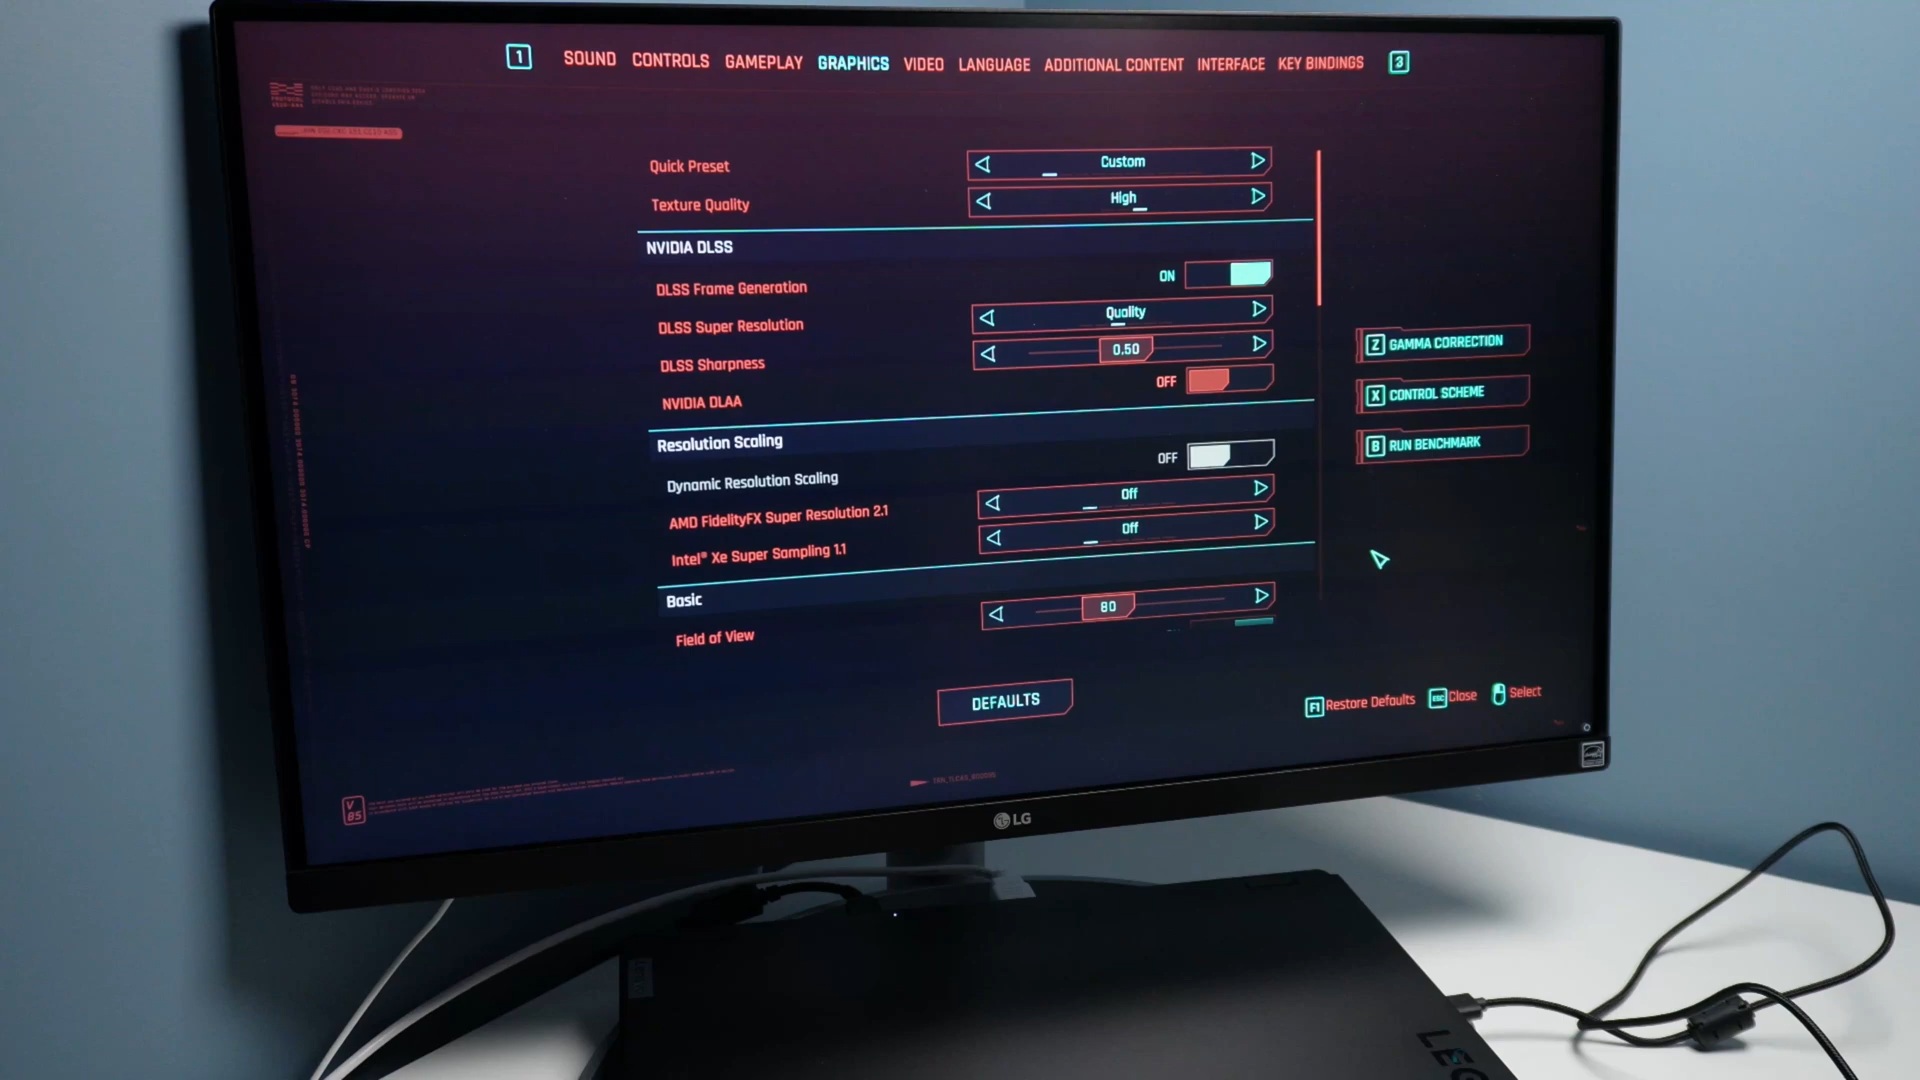 1 SOUND CONTROLS GAMEPLAY GRAPHICS VIDEO LANGUAGE ADDITIONAL CONTENT INTERFACE KEY BINDINGS 3
Quick Preset Custom
Texture Quality High
NVIDIA DLSS
DLSS Frame Generation ON
DLSS Super Resolution Quality
DLSS Sharpness 0.50
NVIDIA DLAA OFF
Resolution Scaling
Dynamic Resolution Scaling OFF
AMD FidelityFX Super Resolution 2.1 Off
Intel® Xe Super Sampling 1.1 Off
Basic
Field of View 80
Z GAMMA CORRECTION
X CONTROL SCHEME
B RUN BENCHMARK
DEFAULTS
F1 Restore Defaults ESC Close Select
V
85
LG